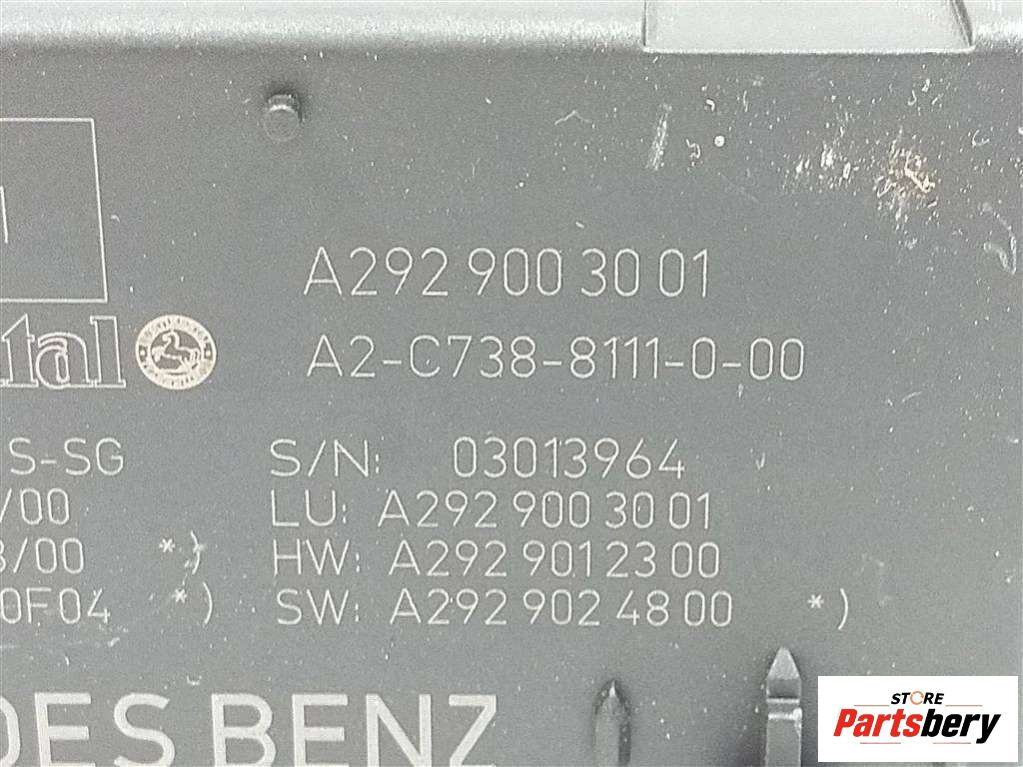 A292 900 30 01
ntal A2-C738-8111-0-00
S-SG S/N: 03013964
/00 LU: A292 900 30 01
/00 *) HW: A292 901 23 00
0F04 *) SW: A292 902 48 00 *)
DES BENZ
STORE
Partsbery